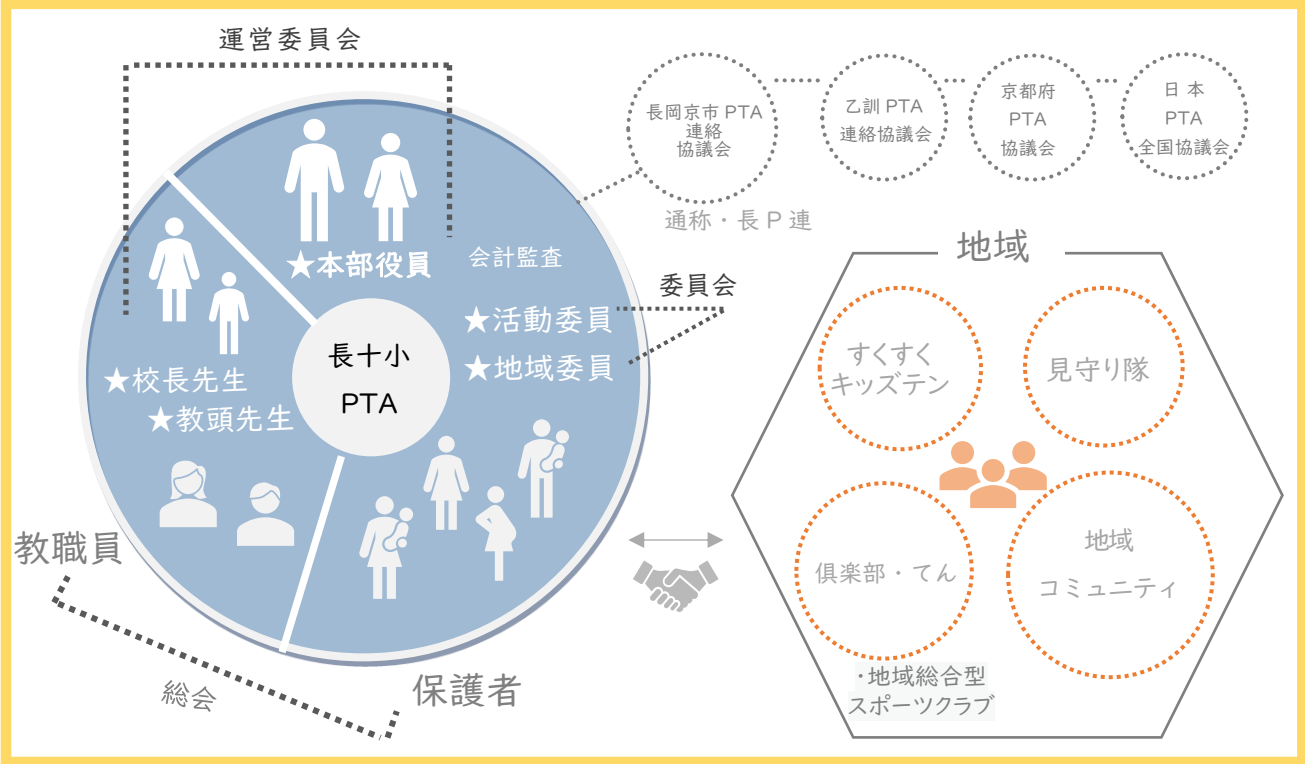 運営委員会
長岡京市 PTA
連絡
協議会
乙訓 PTA
連絡協議会
京都府
PTA
協議会
日 本
PTA
全国協議会
通称・長 P 連
★本部役員
会計監査
委員会
★活動委員
★地域委員
長十小
PTA
★校長先生
★教頭先生
教職員
総会
保護者
地域
すくすく
キッズテン
見守り隊
倶楽部・てん
地域
コミュニティ
・地域総合型
スポーツクラブ